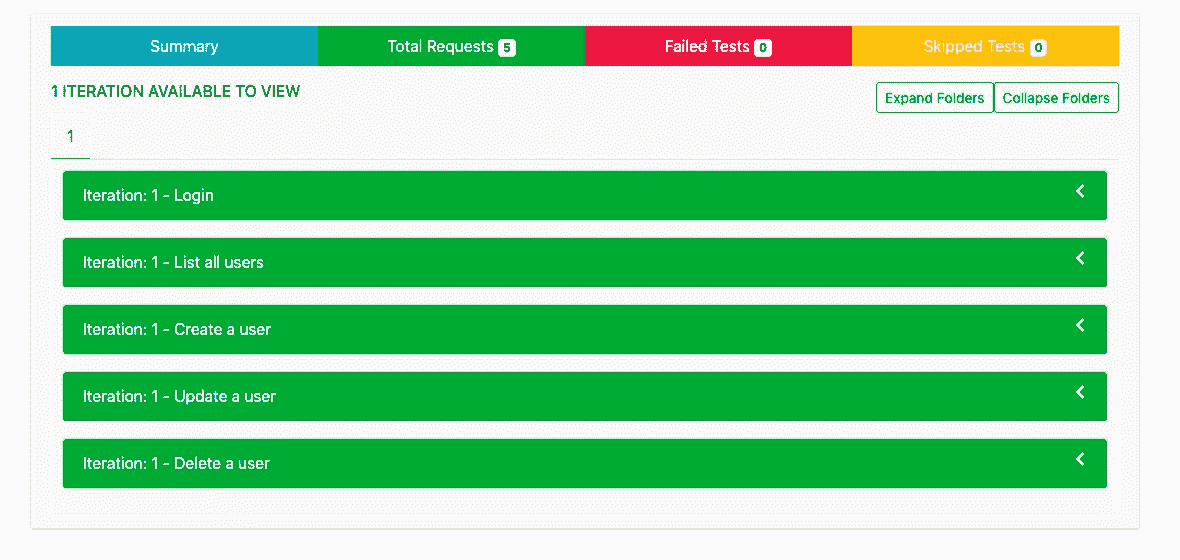 Summary Total Requests 5 Failed Tests 0 Skipped Tests 0
1 ITERATION AVAILABLE TO VIEW Expand Folders Collapse Folders
1
Iteration: 1 - Login
Iteration: 1 - List all users
Iteration: 1 - Create a user
Iteration: 1 - Update a user
Iteration: 1 - Delete a user